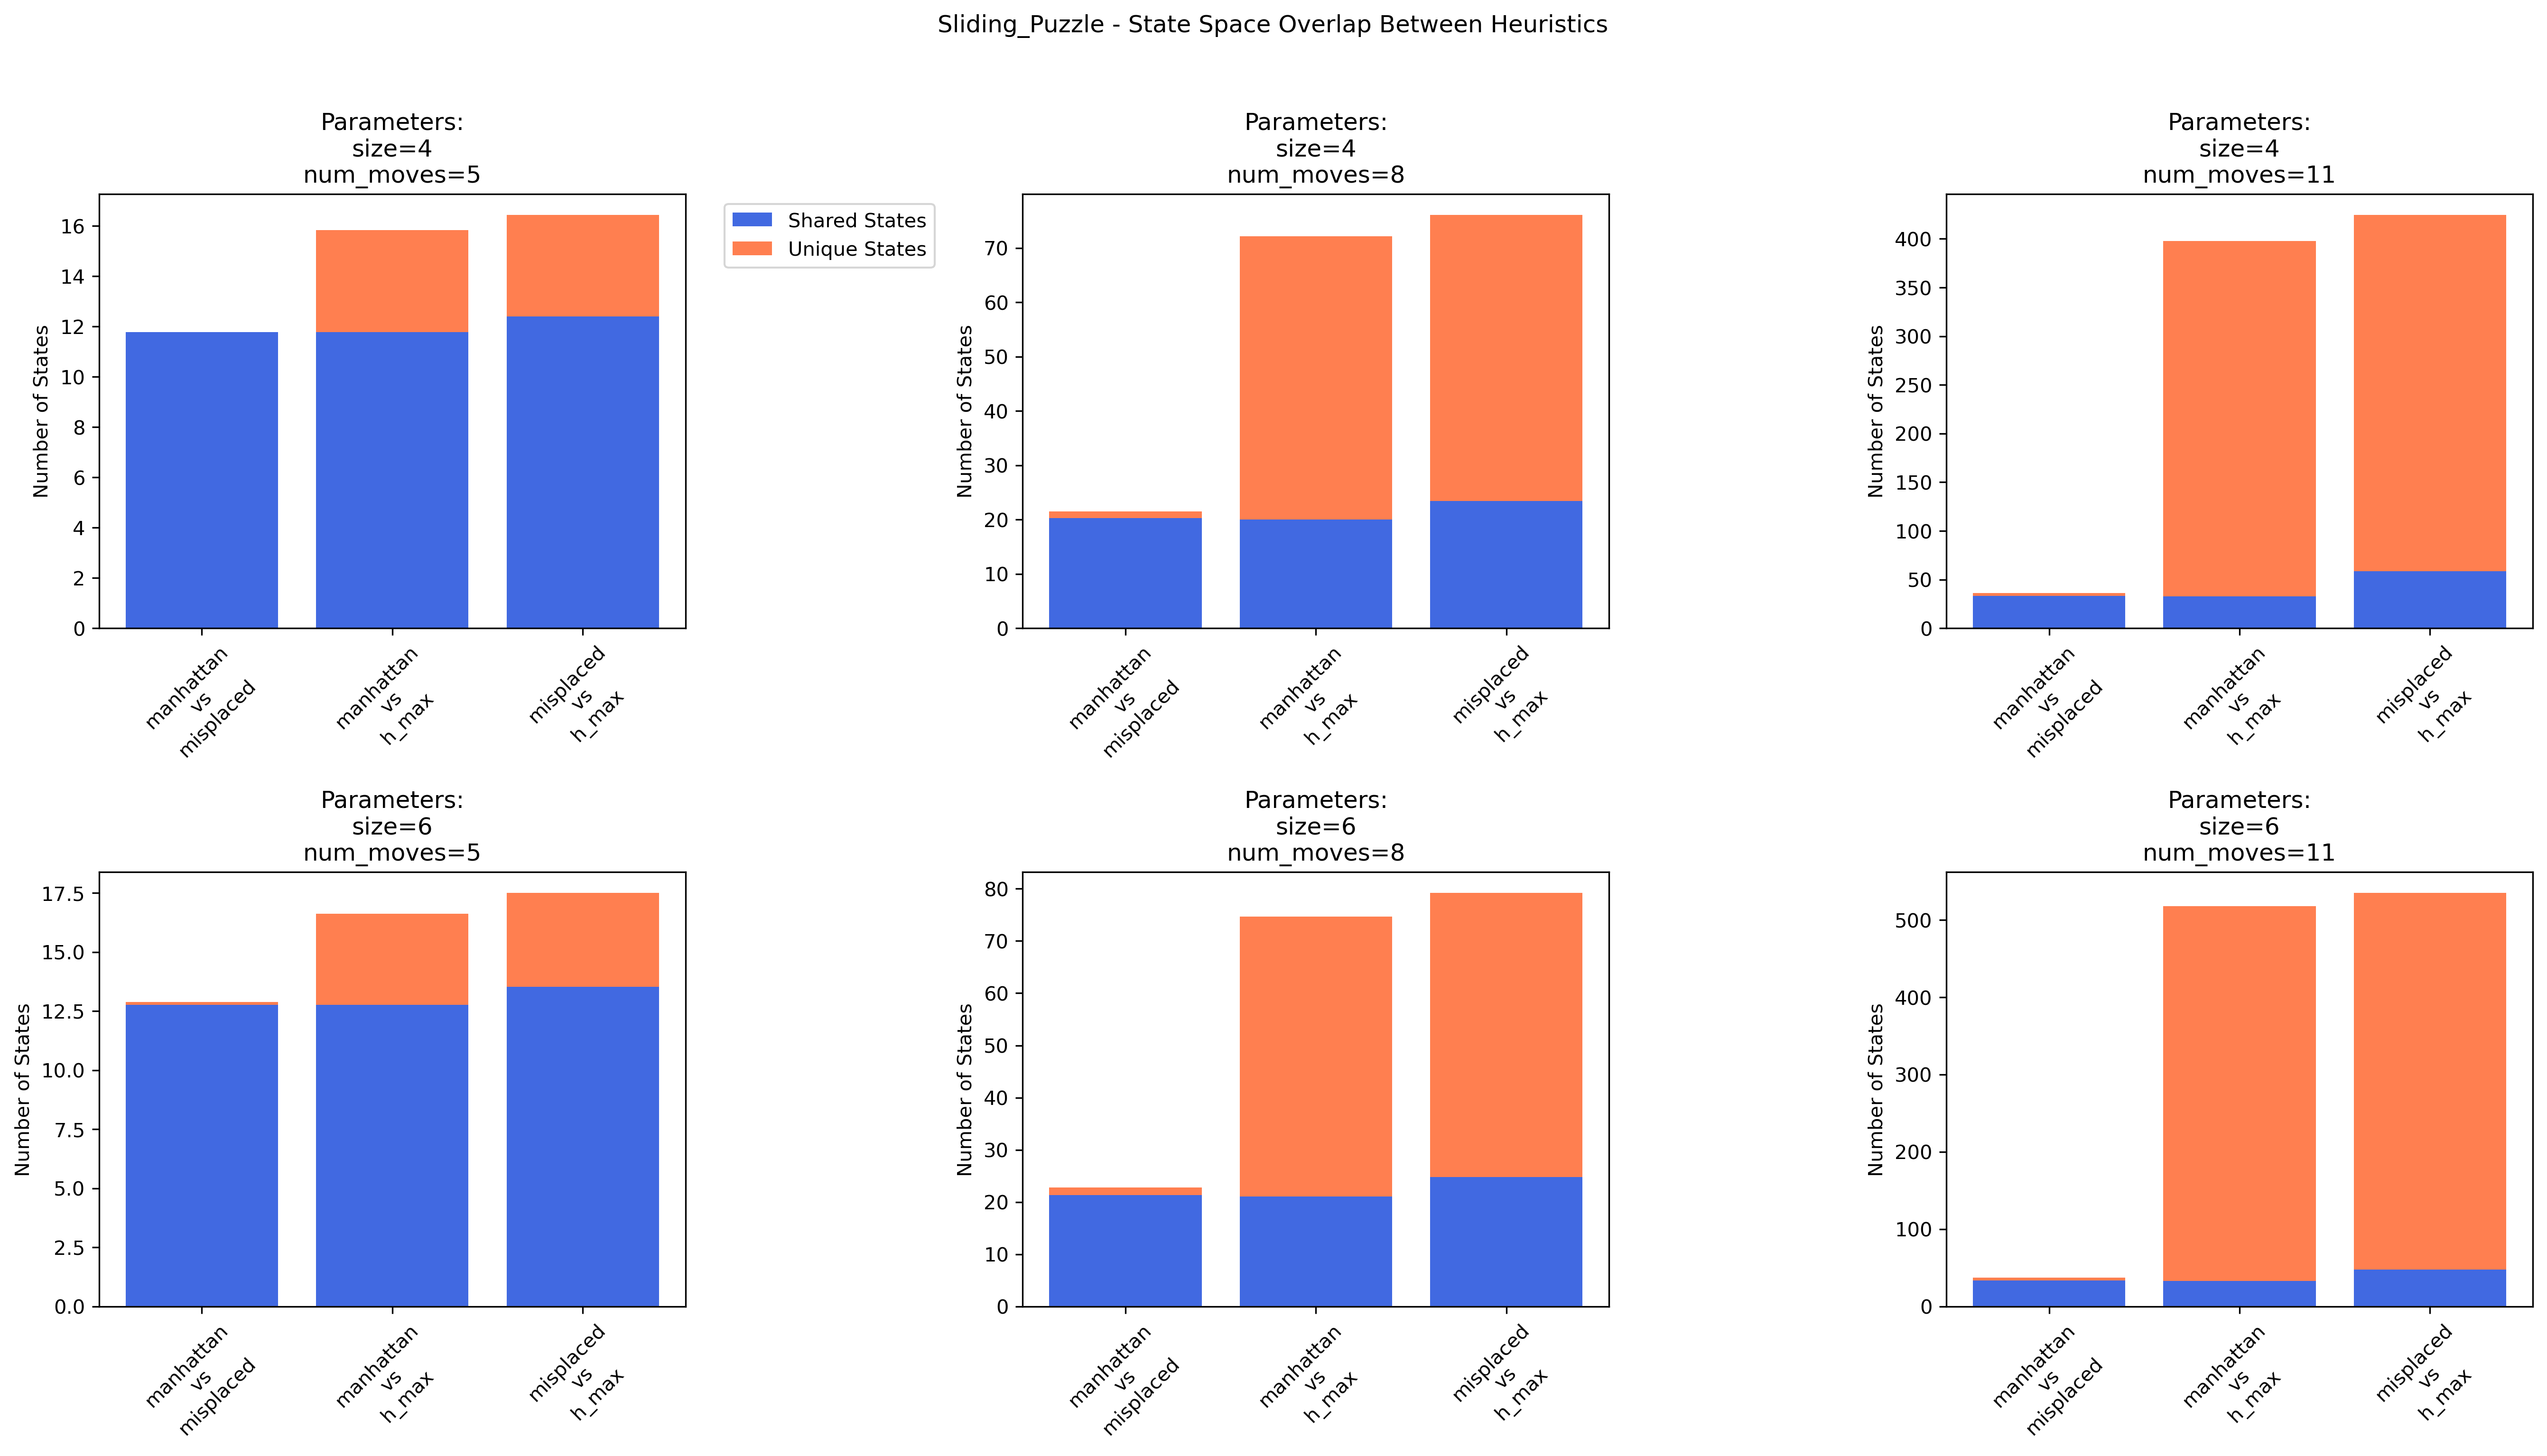 Sliding_Puzzle - State Space Overlap Between Heuristics
Parameters:
size=4
num_moves=5
Number of States
16
14
12
10
8
6
4
2
0
manhattan
vs
misplaced
manhattan
vs
h_max
misplaced
vs
h_max
Shared States
Unique States
Parameters:
size=4
num_moves=8
Number of States
70
60
50
40
30
20
10
0
manhattan
vs
misplaced
manhattan
vs
h_max
misplaced
vs
h_max
Parameters:
size=4
num_moves=11
Number of States
400
350
300
250
200
150
100
50
0
manhattan
vs
misplaced
manhattan
vs
h_max
misplaced
vs
h_max
Parameters:
size=6
num_moves=5
Number of States
17.5
15.0
12.5
10.0
7.5
5.0
2.5
0.0
manhattan
vs
misplaced
manhattan
vs
h_max
misplaced
vs
h_max
Parameters:
size=6
num_moves=8
Number of States
80
70
60
50
40
30
20
10
0
manhattan
vs
misplaced
manhattan
vs
h_max
misplaced
vs
h_max
Parameters:
size=6
num_moves=11
Number of States
500
400
300
200
100
0
manhattan
vs
misplaced
manhattan
vs
h_max
misplaced
vs
h_max